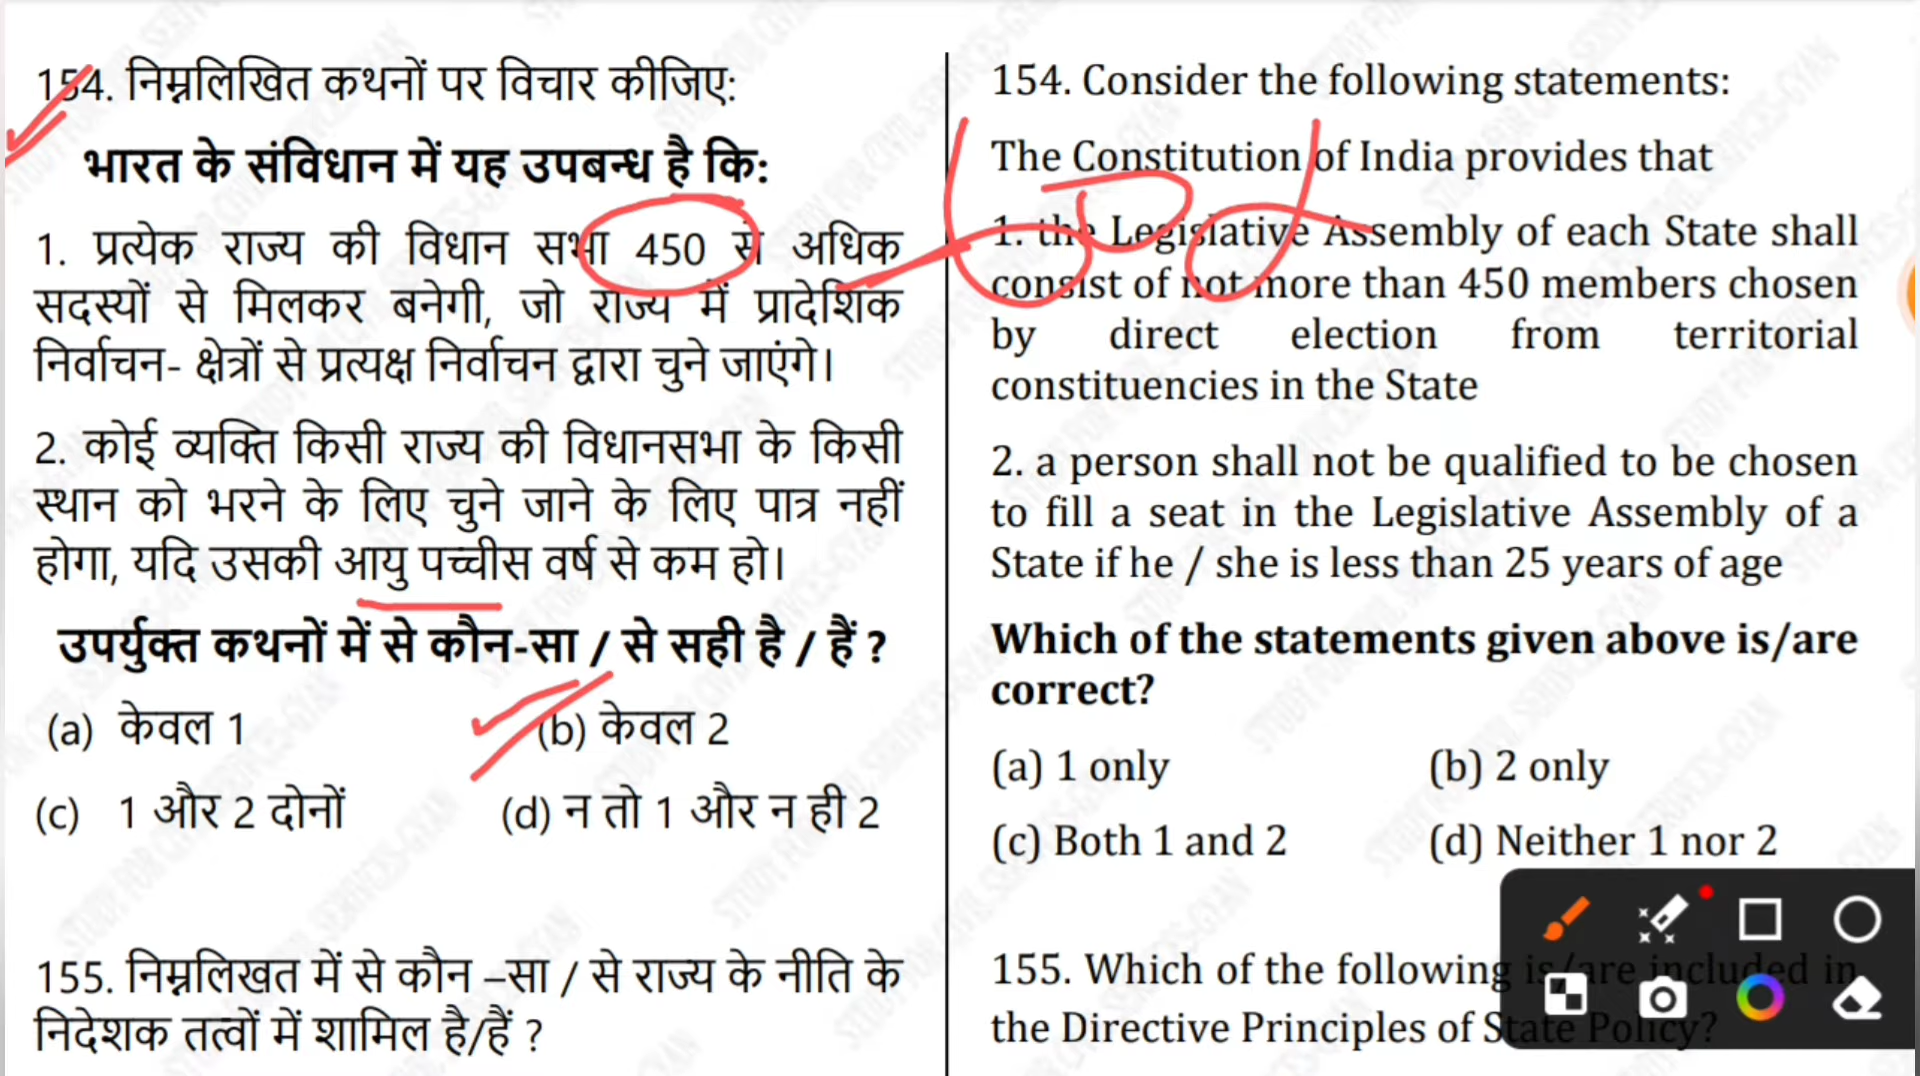 154. निम्नलिखित कथनों पर विचार कीजिए:
भारत के संविधान में यह उपबन्ध है कि:
1. प्रत्येक राज्य की विधान सभा 450 से अधिक
सदस्यों से मिलकर बनेगी, जो राज्य में प्रादेशिक
निर्वाचन- क्षेत्रों से प्रत्यक्ष निर्वाचन द्वारा चुने जाएंगे।
2. कोई व्यक्ति किसी राज्य की विधानसभा के किसी
स्थान को भरने के लिए चुने जाने के लिए पात्र नहीं
होगा, यदि उसकी आयु पच्चीस वर्ष से कम हो।
उपर्युक्त कथनों में से कौन-सा / से सही है / हैं ?
(a) केवल 1 (b) केवल 2
(c) 1 और 2 दोनों (d) न तो 1 और न ही 2
155. निम्नलिखत में से कौन –सा / से राज्य के नीति के
निदेशक तत्वों में शामिल है/हैं ?
154. Consider the following statements:
The Constitution of India provides that
1. the Legislative Assembly of each State shall
consist of not more than 450 members chosen
by direct election from territorial
constituencies in the State
2. a person shall not be qualified to be chosen
to fill a seat in the Legislative Assembly of a
State if he / she is less than 25 years of age
Which of the statements given above is/are
correct?
(a) 1 only (b) 2 only
(c) Both 1 and 2 (d) Neither 1 nor 2
155. Which of the following is/are included in
the Directive Principles of State Policy?